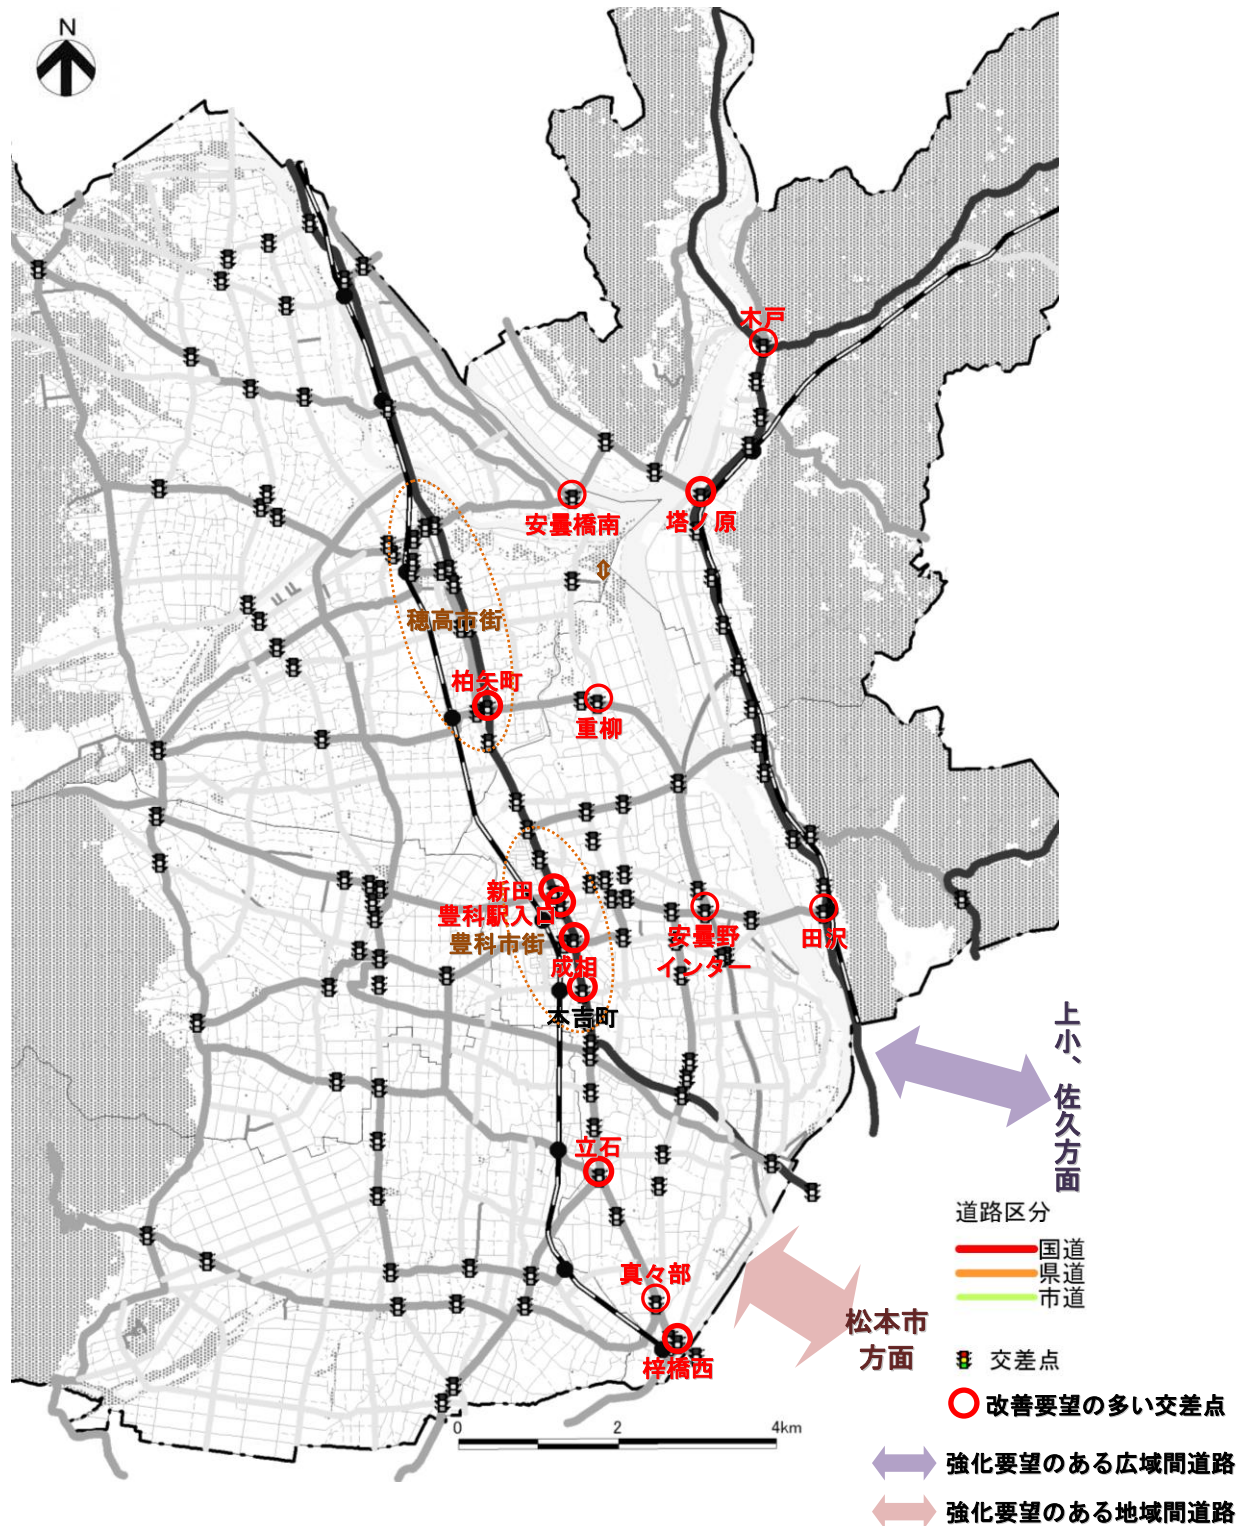 N
木戸
安曇橋南
塔ノ原
穂高市街
柏矢町
重柳
新田
豊科駅入口
豊科市街
成相
安曇野
インター
田沢
本吉町
上小、佐久方面
立石
真々部
梓橋西
松本市
方面
道路区分
国道
県道
市道
交差点
改善要望の多い交差点
0 2 4km
強化要望のある広域間道路
強化要望のある地域間道路